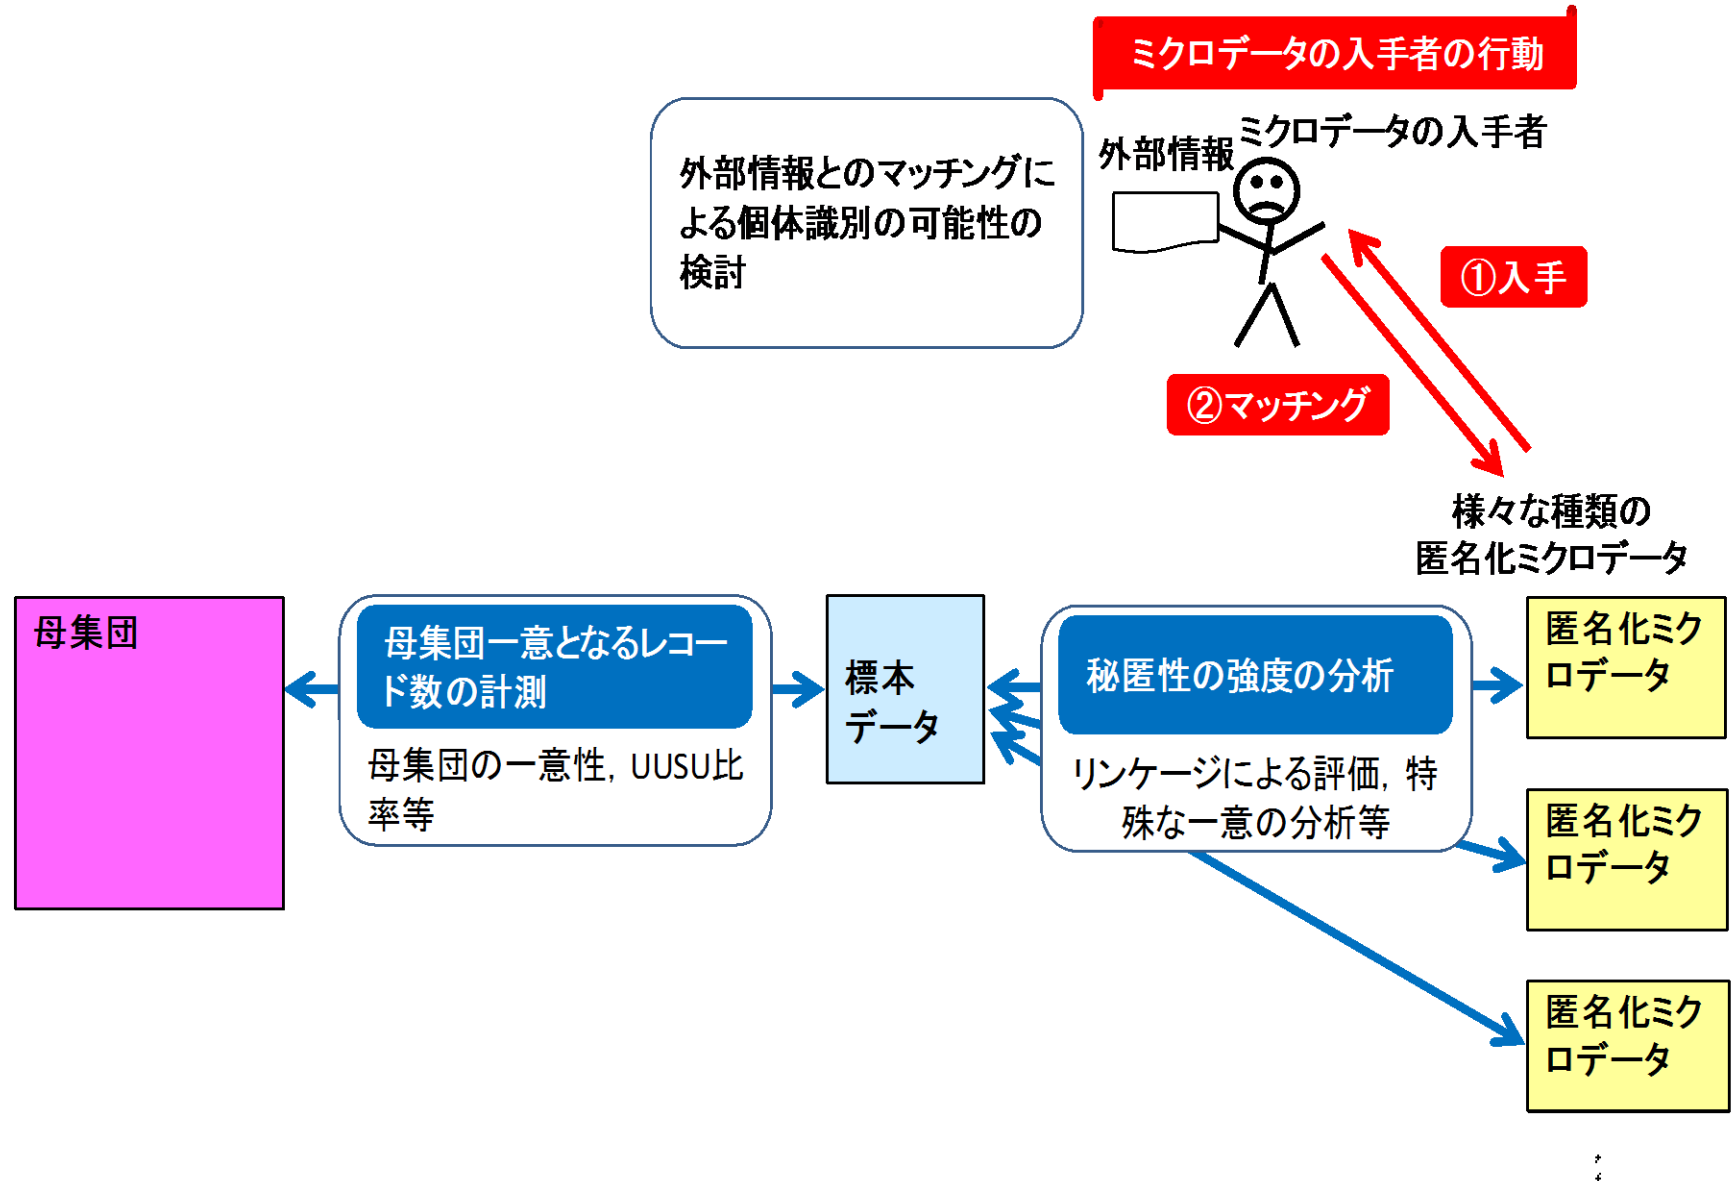 ミクロデータの入手者の行動
ミクロデータの入手者
外部情報
外部情報とのマッチングに
よる個体識別の可能性の
検討
①入手
②マッチング
様々な種類の
匿名化ミクロデータ
母集団
母集団一意となるレコー
ド数の計測
母集団の一意性, UUSU比
率等
標本
データ
秘匿性の強度の分析
リンケージによる評価, 特
殊な一意の分析等
匿名化ミク
ロデータ
匿名化ミク
ロデータ
匿名化ミク
ロデータ